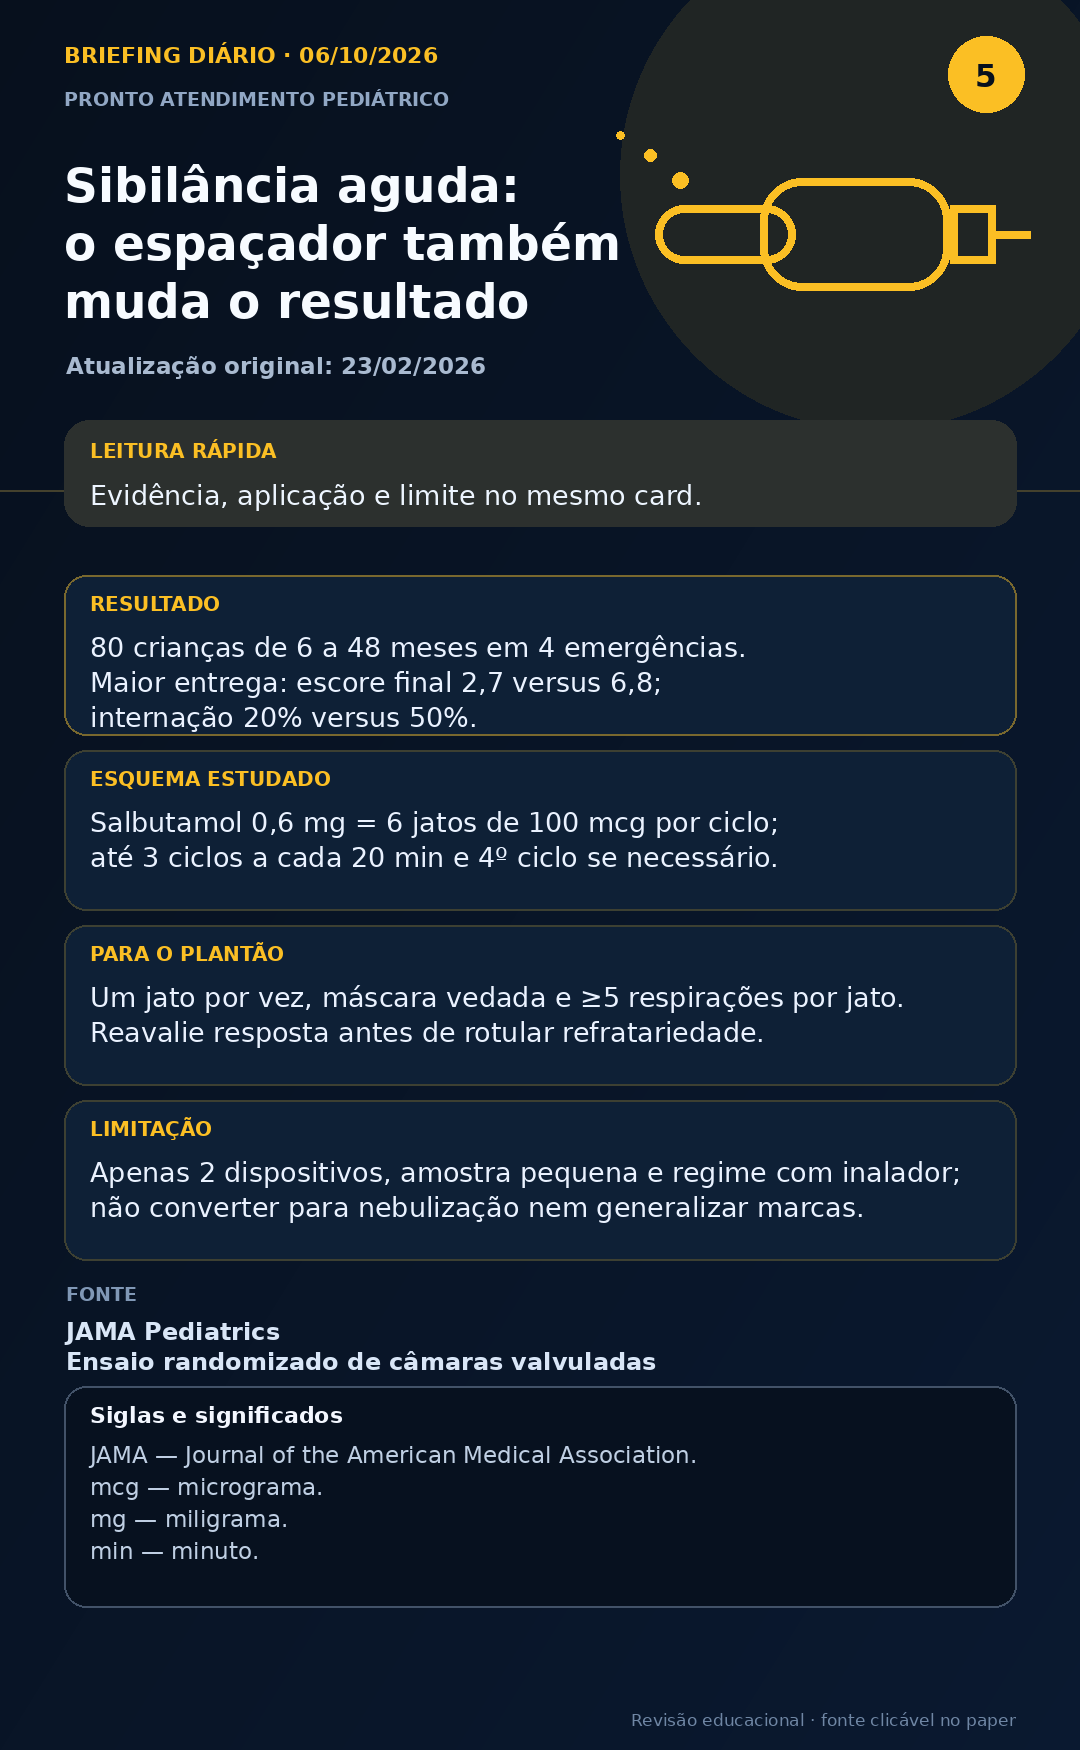 BRIEFING DIÁRIO · 06/10/2026
5
PRONTO ATENDIMENTO PEDIÁTRICO
Sibilância aguda:
o espaçador também
muda o resultado
Atualização original: 23/02/2026
LEITURA RÁPIDA
Evidência, aplicação e limite no mesmo card.
RESULTADO
80 crianças de 6 a 48 meses em 4 emergências.
Maior entrega: escore final 2,7 versus 6,8;
internação 20% versus 50%.
ESQUEMA ESTUDADO
Salbutamol 0,6 mg = 6 jatos de 100 mcg por ciclo;
até 3 ciclos a cada 20 min e 4º ciclo se necessário.
PARA O PLANTÃO
Um jato por vez, máscara vedada e ≥5 respirações por jato.
Reavalie resposta antes de rotular refratariedade.
LIMITAÇÃO
Apenas 2 dispositivos, amostra pequena e regime com inalador;
não converter para nebulização nem generalizar marcas.
FONTE
JAMA Pediatrics
Ensaio randomizado de câmaras valvuladas
Siglas e significados
JAMA — Journal of the American Medical Association.
mcg — micrograma.
mg — miligrama.
min — minuto.
Revisão educacional · fonte clicável no paper